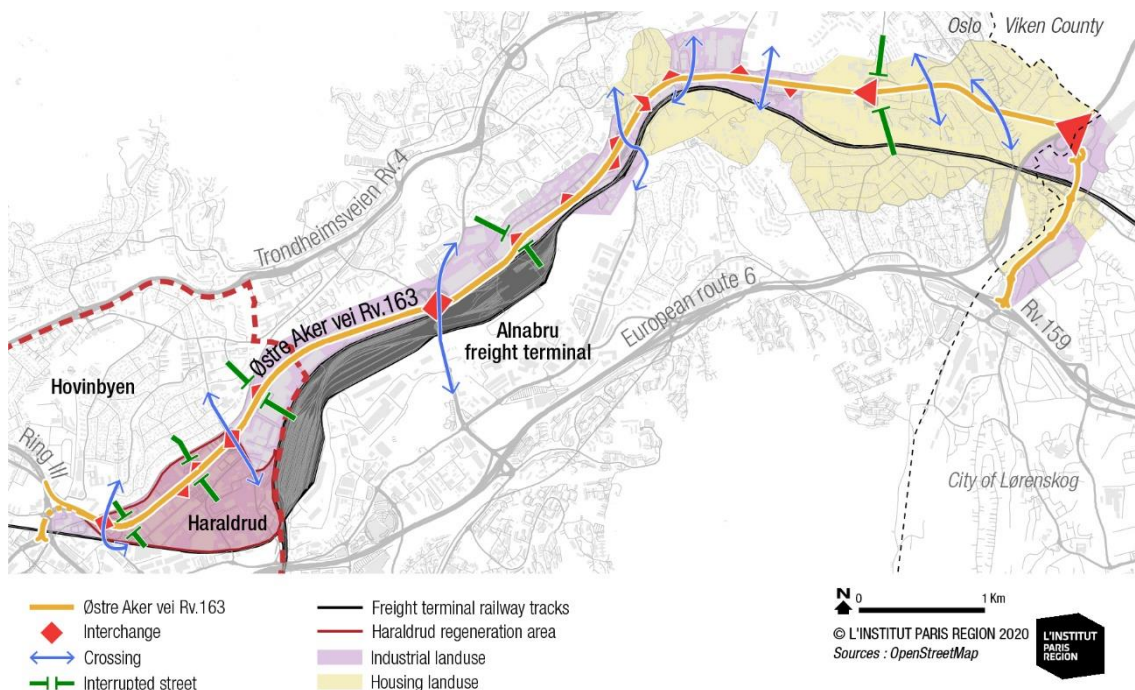 Oslo
Viken County
Trondheimsveien Rv.4
Østre Aker vei Rv.163
European route 6
Alnabru
freight terminal
Rv.159
Hovinbyen
Ring III
Haraldrud
City of Lørenskog
Østre Aker vei Rv.163
Interchange
Crossing
Interrupted street
Freight terminal railway tracks
Haraldrud regeneration area
Industrial landuse
Housing landuse
N
0 1 Km
© L'INSTITUT PARIS REGION 2020
Sources : OpenStreetMap
L'INSTITUT
PARIS
REGION